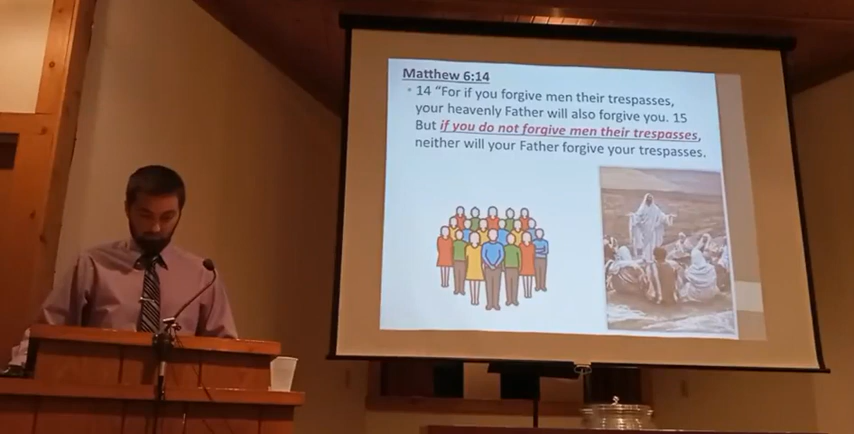 Matthew 6:14
• 14 “For if you forgive men their trespasses,
your heavenly Father will also forgive you. 15
But if you do not forgive men their trespasses,
neither will your Father forgive your trespasses.